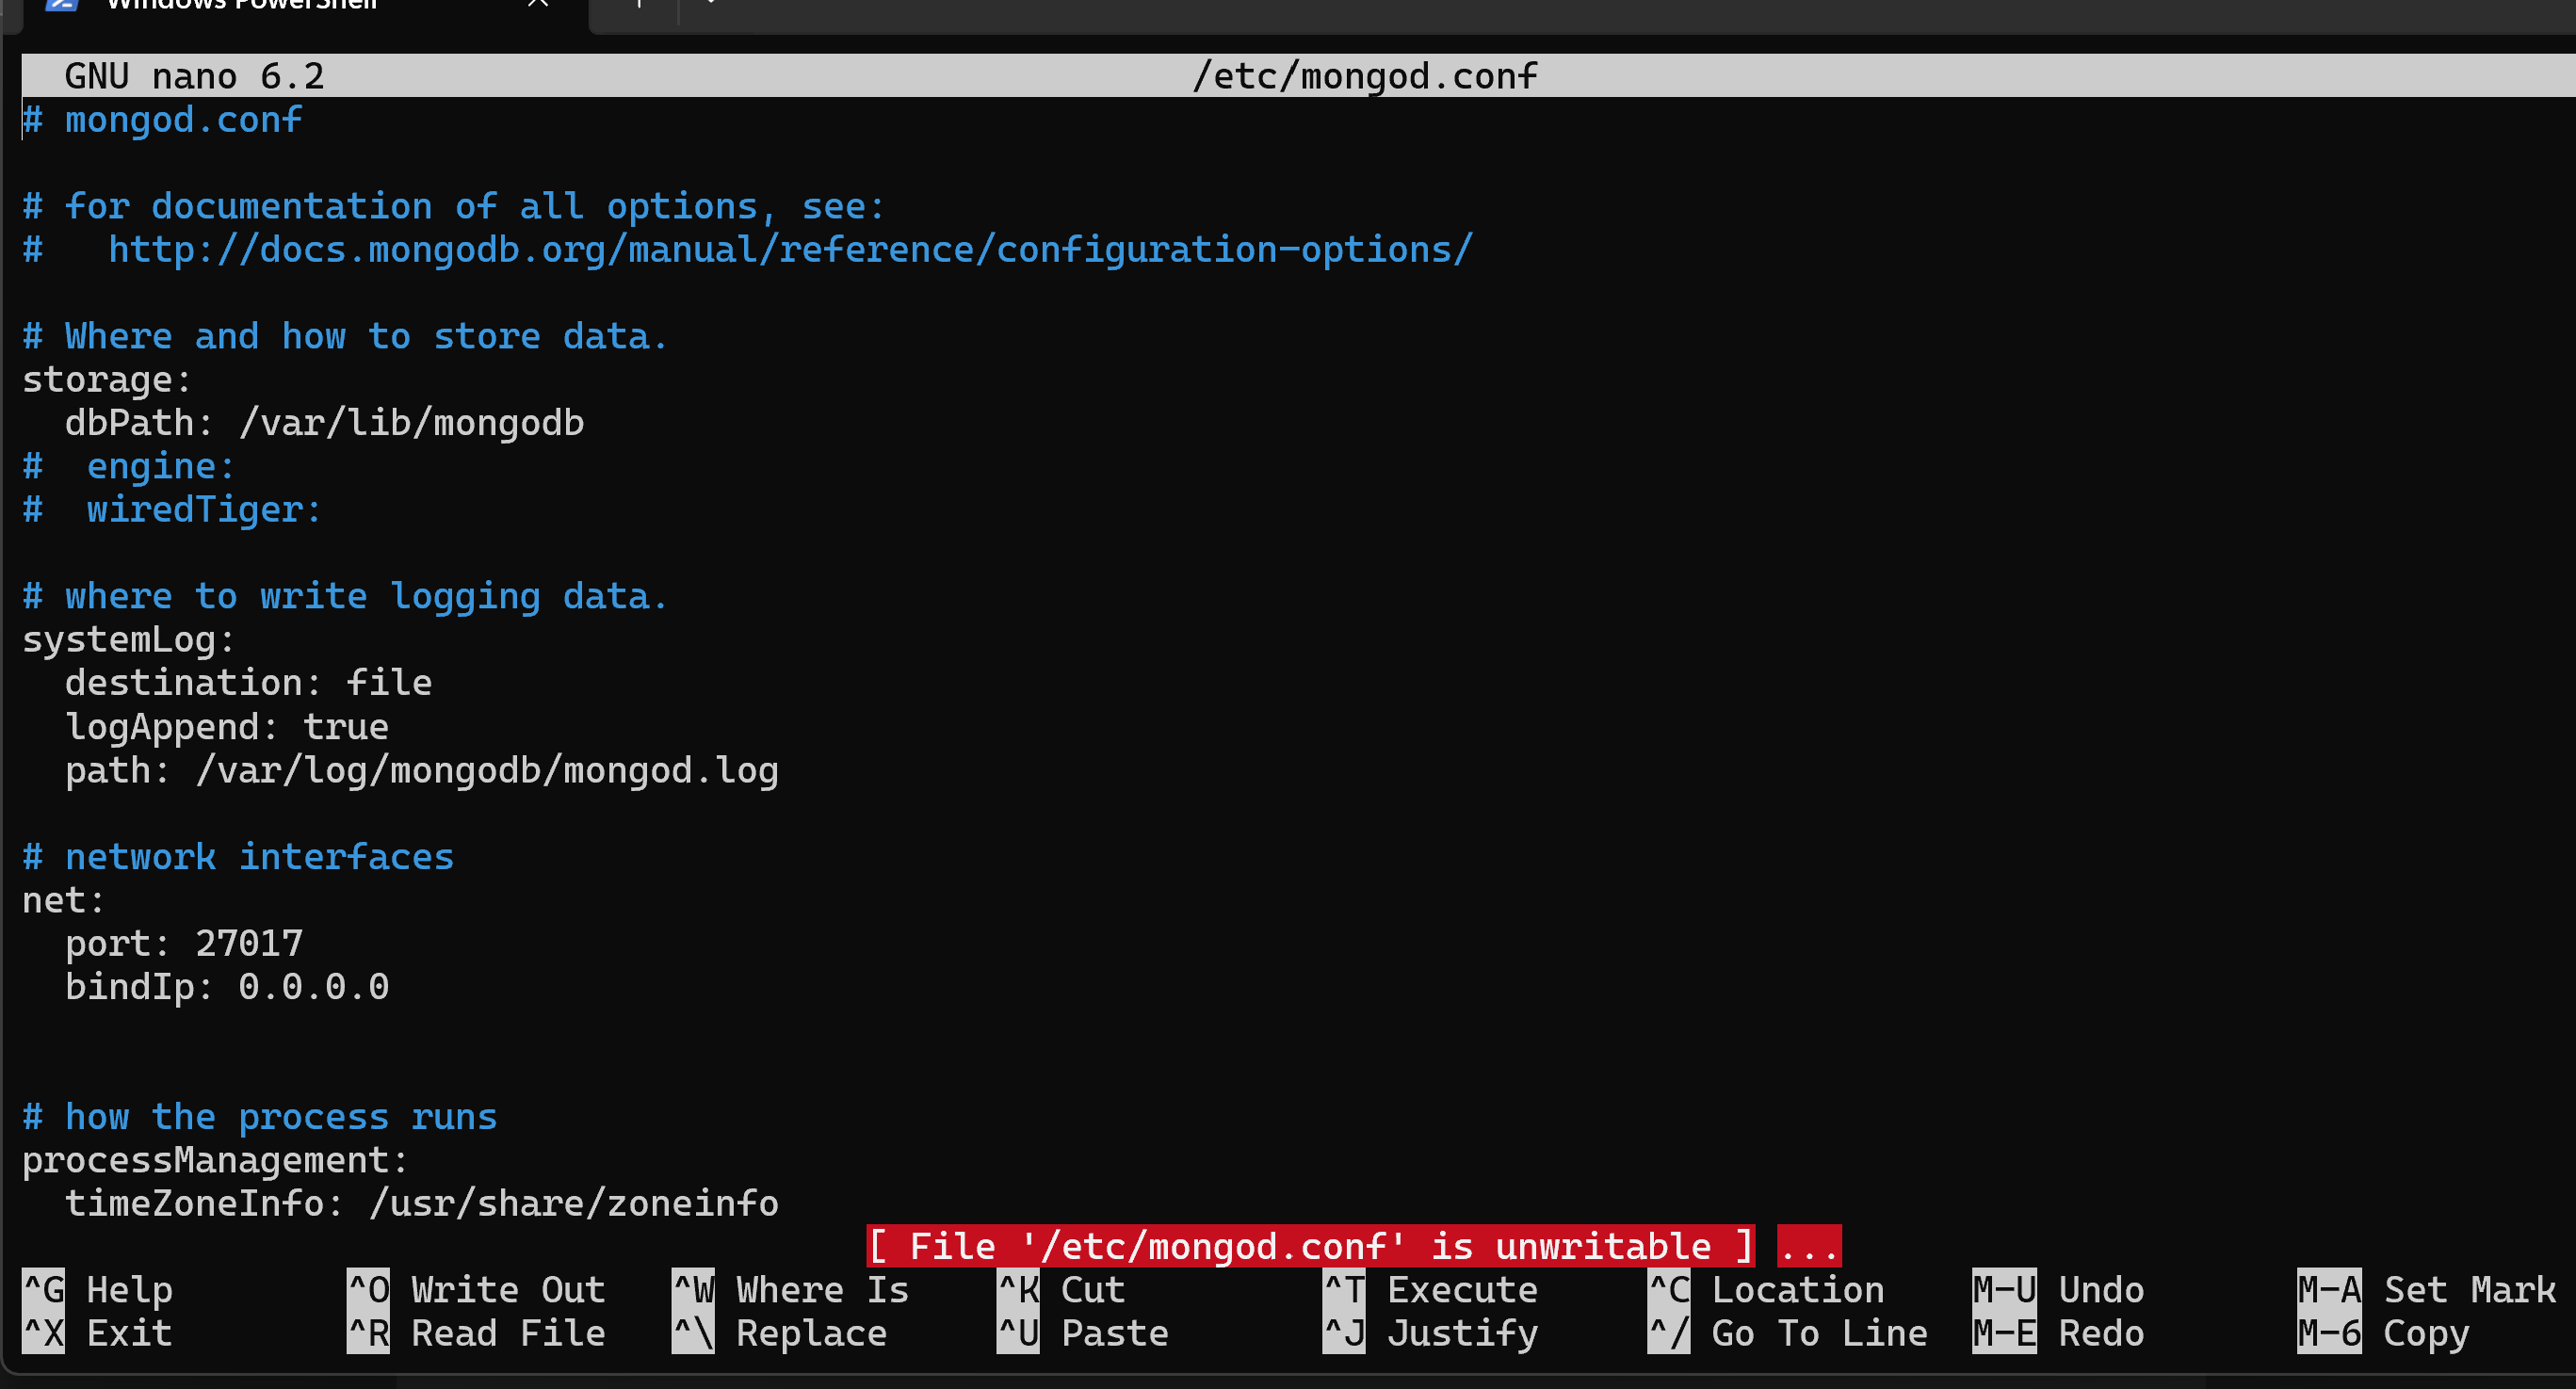 Windows PowerShell
GNU nano 6.2 /etc/mongod.conf
# mongod.conf
# for documentation of all options, see:
#   http://docs.mongodb.org/manual/reference/configuration-options/
# Where and how to store data.
storage:
  dbPath: /var/lib/mongodb
#  engine:
#  wiredTiger:
# where to write logging data.
systemLog:
  destination: file
  logAppend: true
  path: /var/log/mongodb/mongod.log
# network interfaces
net:
  port: 27017
  bindIp: 0.0.0.0
# how the process runs
processManagement:
  timeZoneInfo: /usr/share/zoneinfo
[ File '/etc/mongod.conf' is unwritable ] ...
^G Help ^O Write Out ^W Where Is ^K Cut ^T Execute ^C Location M-U Undo M-A Set Mark
^X Exit ^R Read File ^\ Replace ^U Paste ^J Justify ^/ Go To Line M-E Redo M-6 Copy